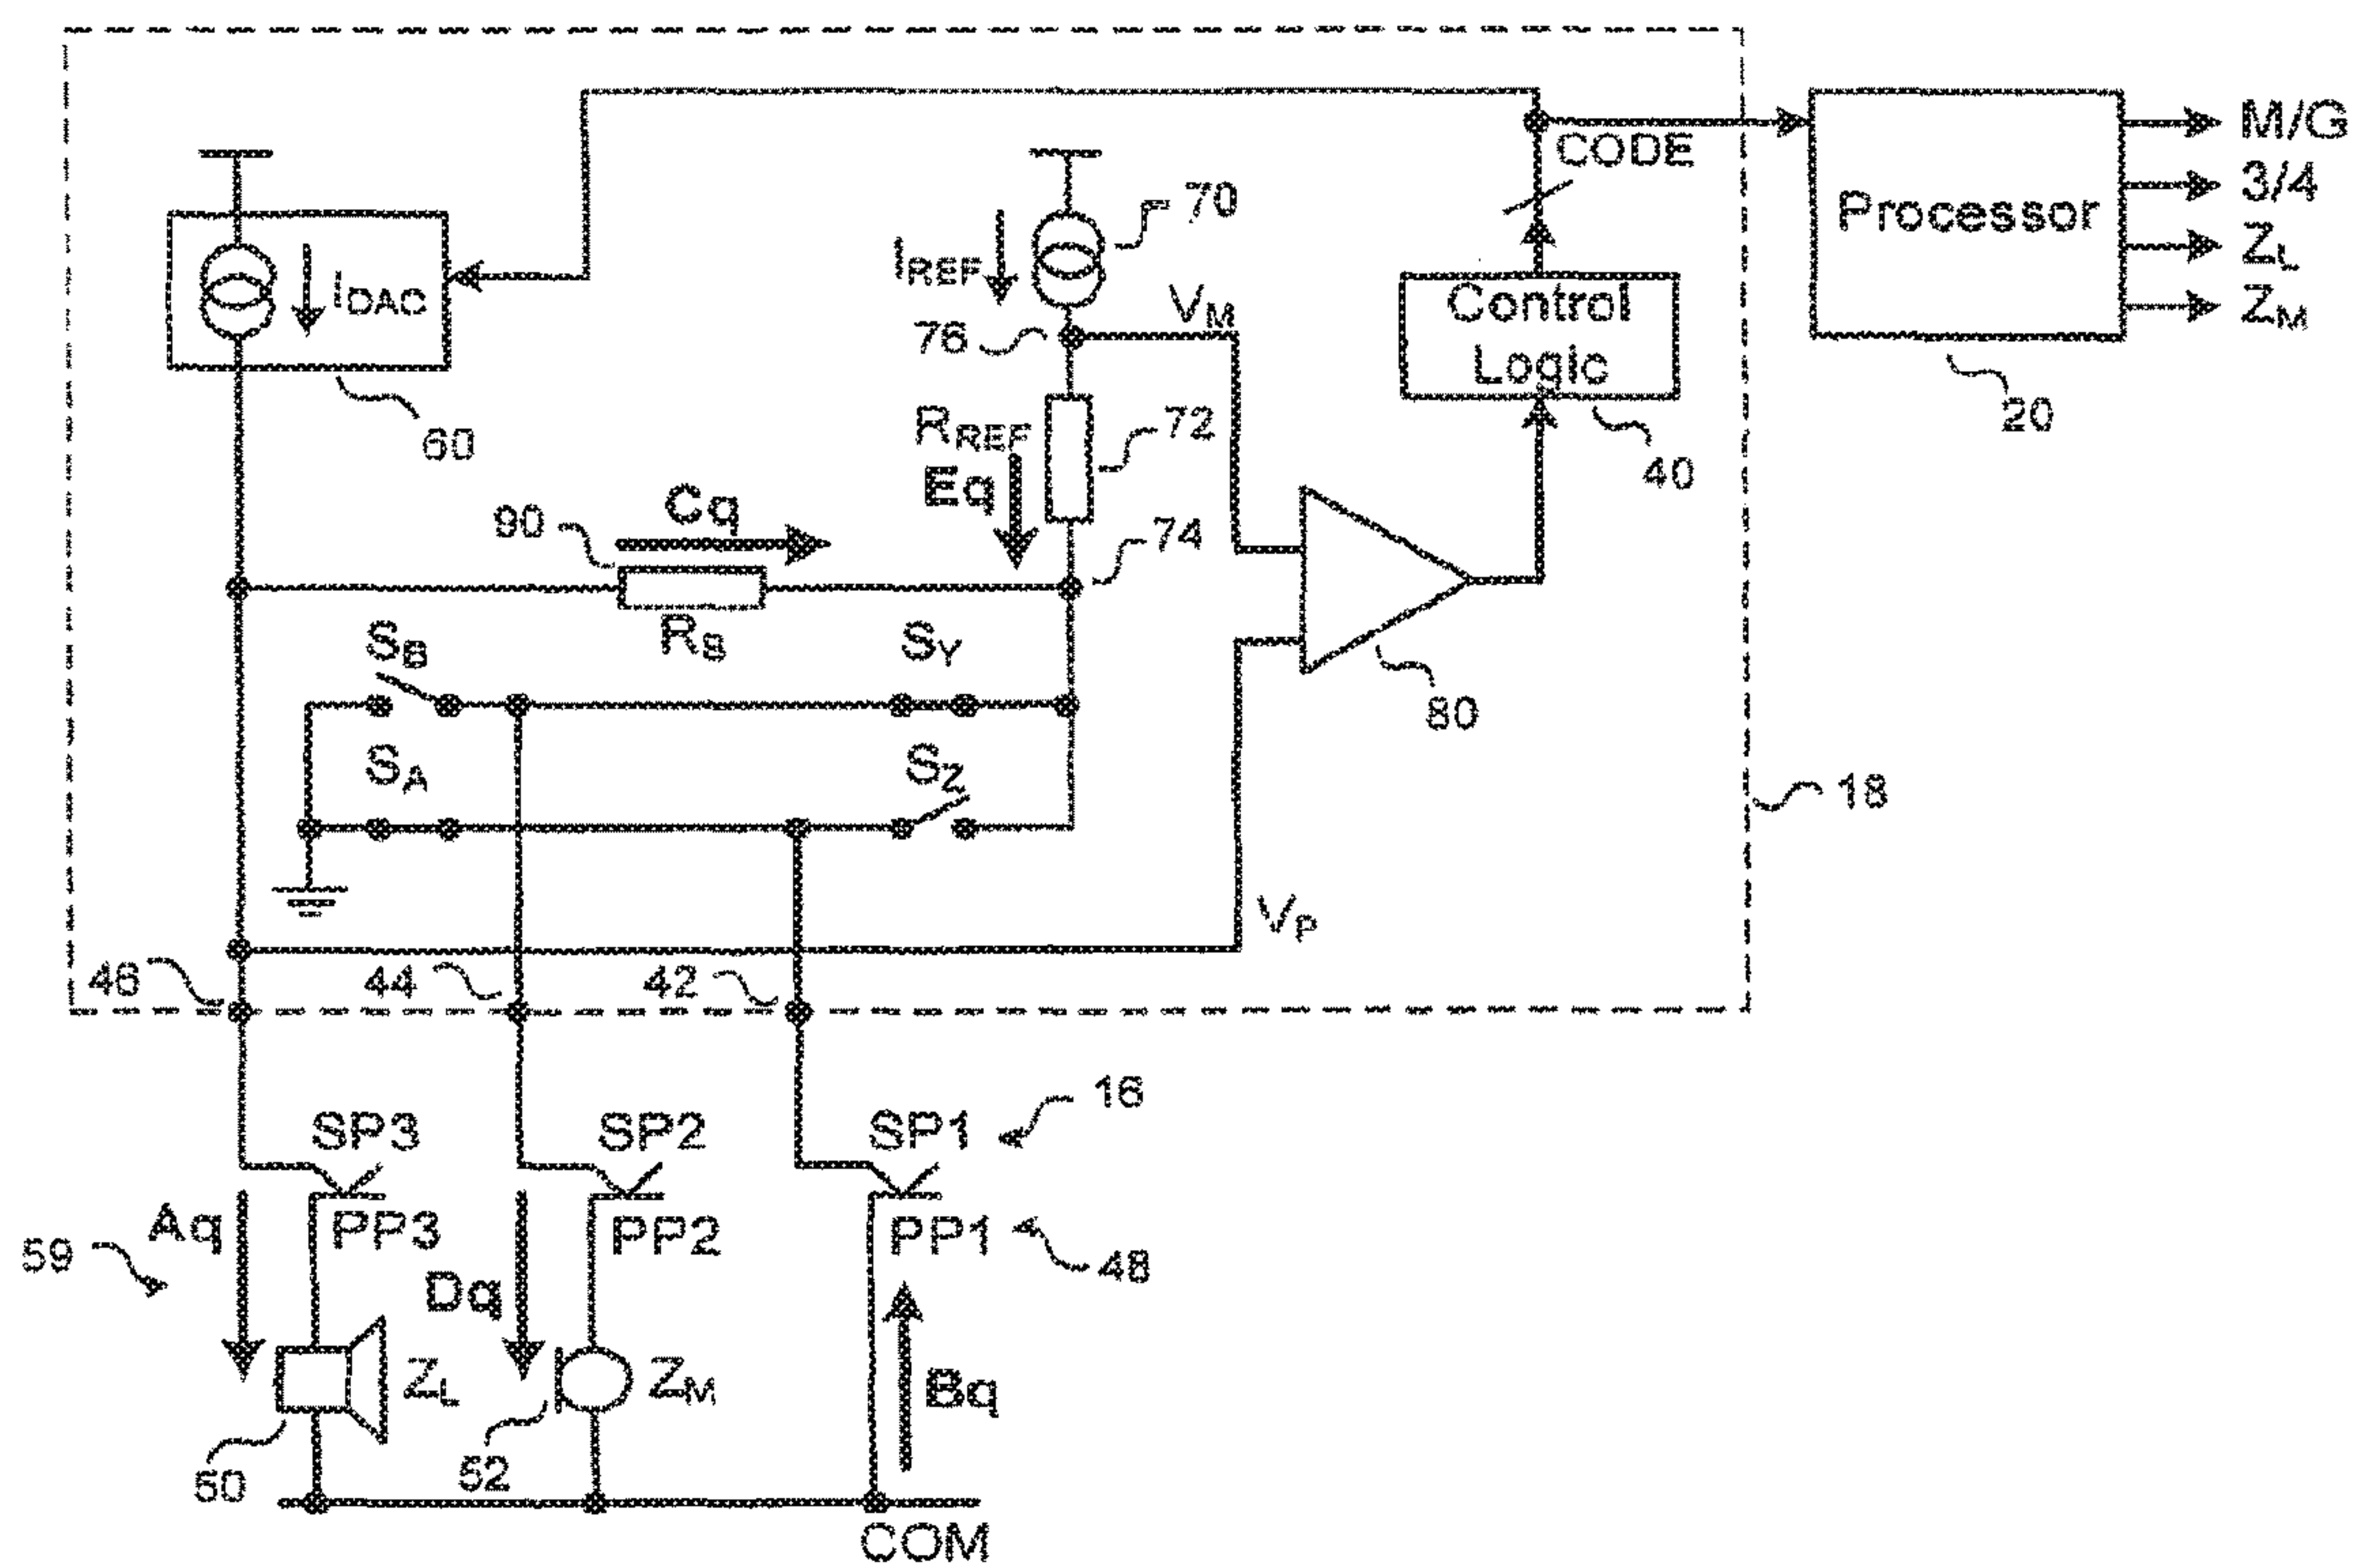 M/G
CODE
3/4
Processor
Z_L
Z_M
70
I_REF
I_DAC
V_M
76
Control
Logic
60
R_REF
72
20
40
Eq
Cq
90
74
R_S
S_B
S_Y
80
S_A
S_Z
18
V_P
46
44
42
SP3
SP2
SP1
16
Aq
PP3
PP2
PP1
48
59
Dq
Z_L
Z_M
Bq
50
52
COM